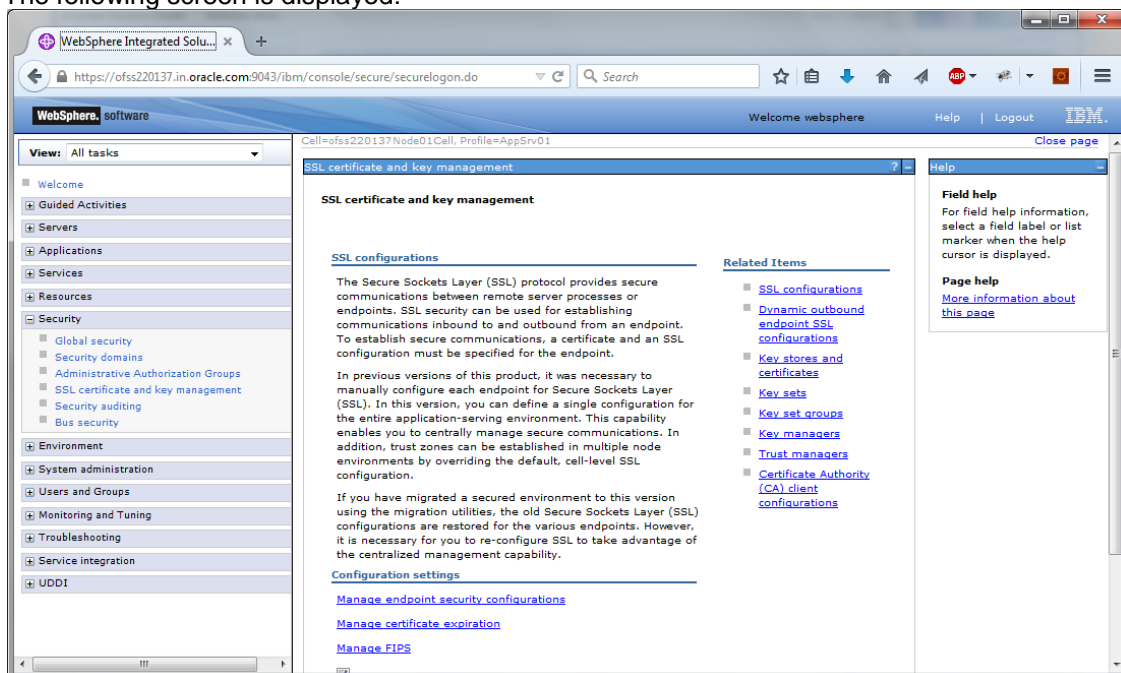 The following screen is displayed:
WebSphere Integrated Solu...
https://ofss220137.in.oracle.com:9043/ibm/console/secure/securelogon.do
Search
ABP
WebSphere. software
Welcome websphere
Help | Logout
IBM.
View: All tasks
Welcome
Guided Activities
Servers
Applications
Services
Resources
Security
Global security
Security domains
Administrative Authorization Groups
SSL certificate and key management
Security auditing
Bus security
Environment
System administration
Users and Groups
Monitoring and Tuning
Troubleshooting
Service integration
UDDI
Cell=ofss220137Node01Cell, Profile=AppSrv01
Close page
SSL certificate and key management
?
SSL certificate and key management
SSL configurations
The Secure Sockets Layer (SSL) protocol provides secure
communications between remote server processes or
endpoints. SSL security can be used for establishing
communications inbound to and outbound from an endpoint.
To establish secure communications, a certificate and an SSL
configuration must be specified for the endpoint.
In previous versions of this product, it was necessary to
manually configure each endpoint for Secure Sockets Layer
(SSL). In this version, you can define a single configuration for
the entire application-serving environment. This capability
enables you to centrally manage secure communications. In
addition, trust zones can be established in multiple node
environments by overriding the default, cell-level SSL
configuration.
If you have migrated a secured environment to this version
using the migration utilities, the old Secure Sockets Layer (SSL)
configurations are restored for the various endpoints. However,
it is necessary for you to re-configure SSL to take advantage of
the centralized management capability.
Configuration settings
Manage endpoint security configurations
Manage certificate expiration
Manage FIPS
Related Items
SSL configurations
Dynamic outbound
endpoint SSL
configurations
Key stores and
certificates
Key sets
Key set groups
Key managers
Trust managers
Certificate Authority
(CA) client
configurations
Help
Field help
For field help information,
select a field label or list
marker when the help
cursor is displayed.
Page help
More information about
this page